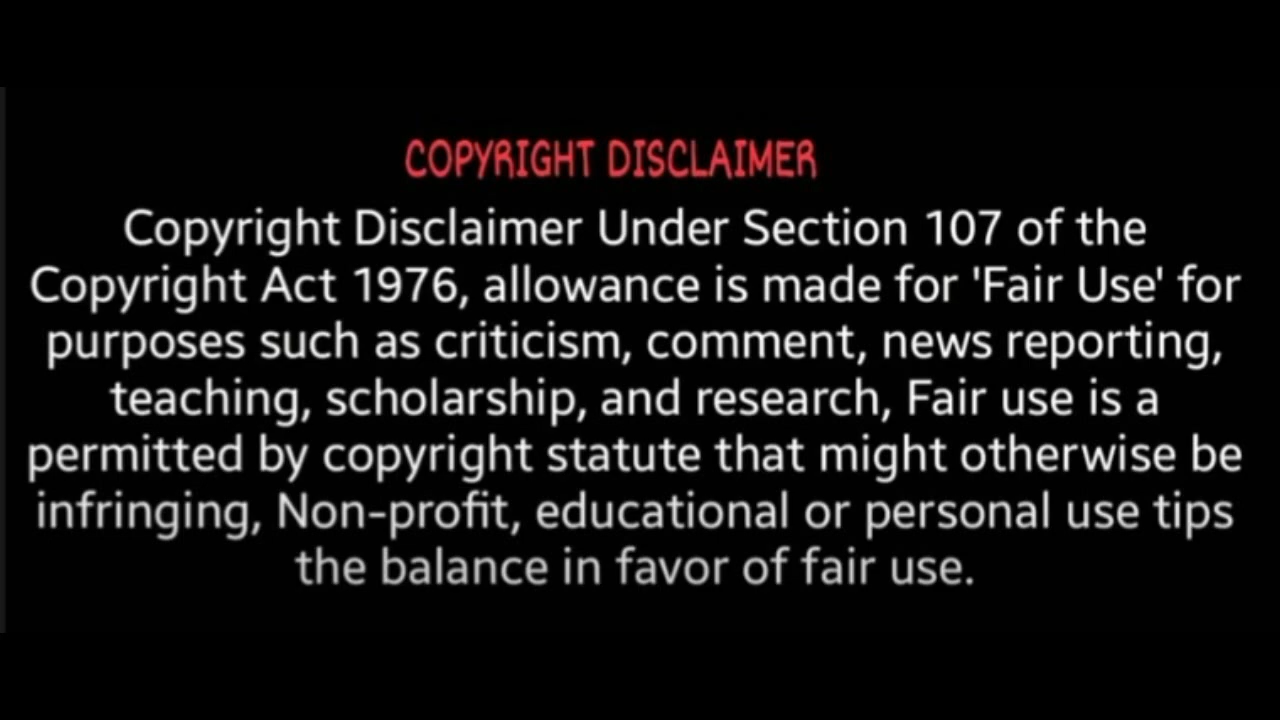 COPYRIGHT DISCLAIMER
Copyright Disclaimer Under Section 107 of the
Copyright Act 1976, allowance is made for 'Fair Use' for
purposes such as criticism, comment, news reporting,
teaching, scholarship, and research, Fair use is a
permitted by copyright statute that might otherwise be
infringing, Non-profit, educational or personal use tips
the balance in favor of fair use.